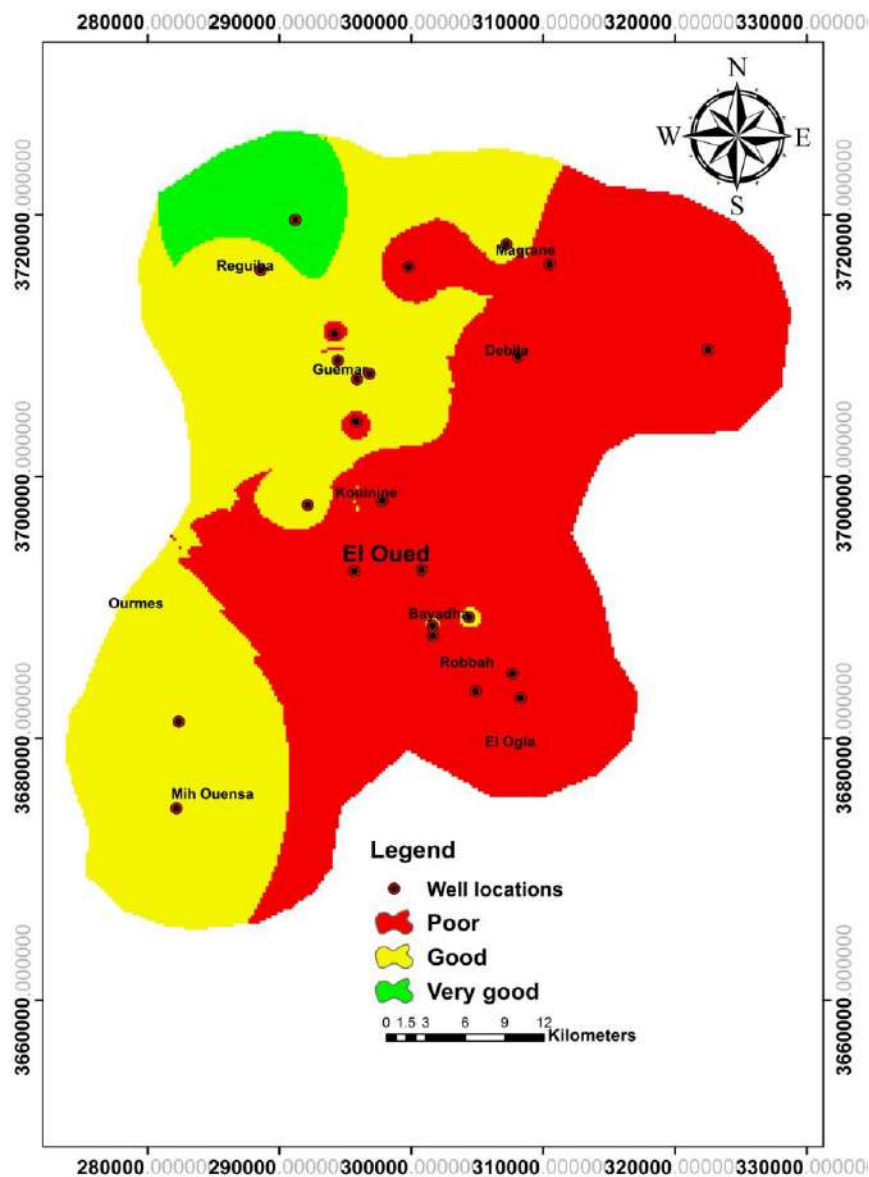 280000.000000 290000.000000 300000.000000 310000.000000 320000.000000 330000.000000
N
W E
S
3720000.000000 3720000.000000
Magrane
Reguiba
Debila
Guemar
3700000.000000 3700000.000000
Kouinine
El Oued
Ourmes
Bayadha
Robbah
3680000.000000 3680000.000000
El Ogla
Mih Ouensa
Legend
Well locations
Poor
Good
Very good
0 1.5 3 6 9 12
Kilometers
3660000.000000 3660000.000000
280000.000000 290000.000000 300000.000000 310000.000000 320000.000000 330000.000000